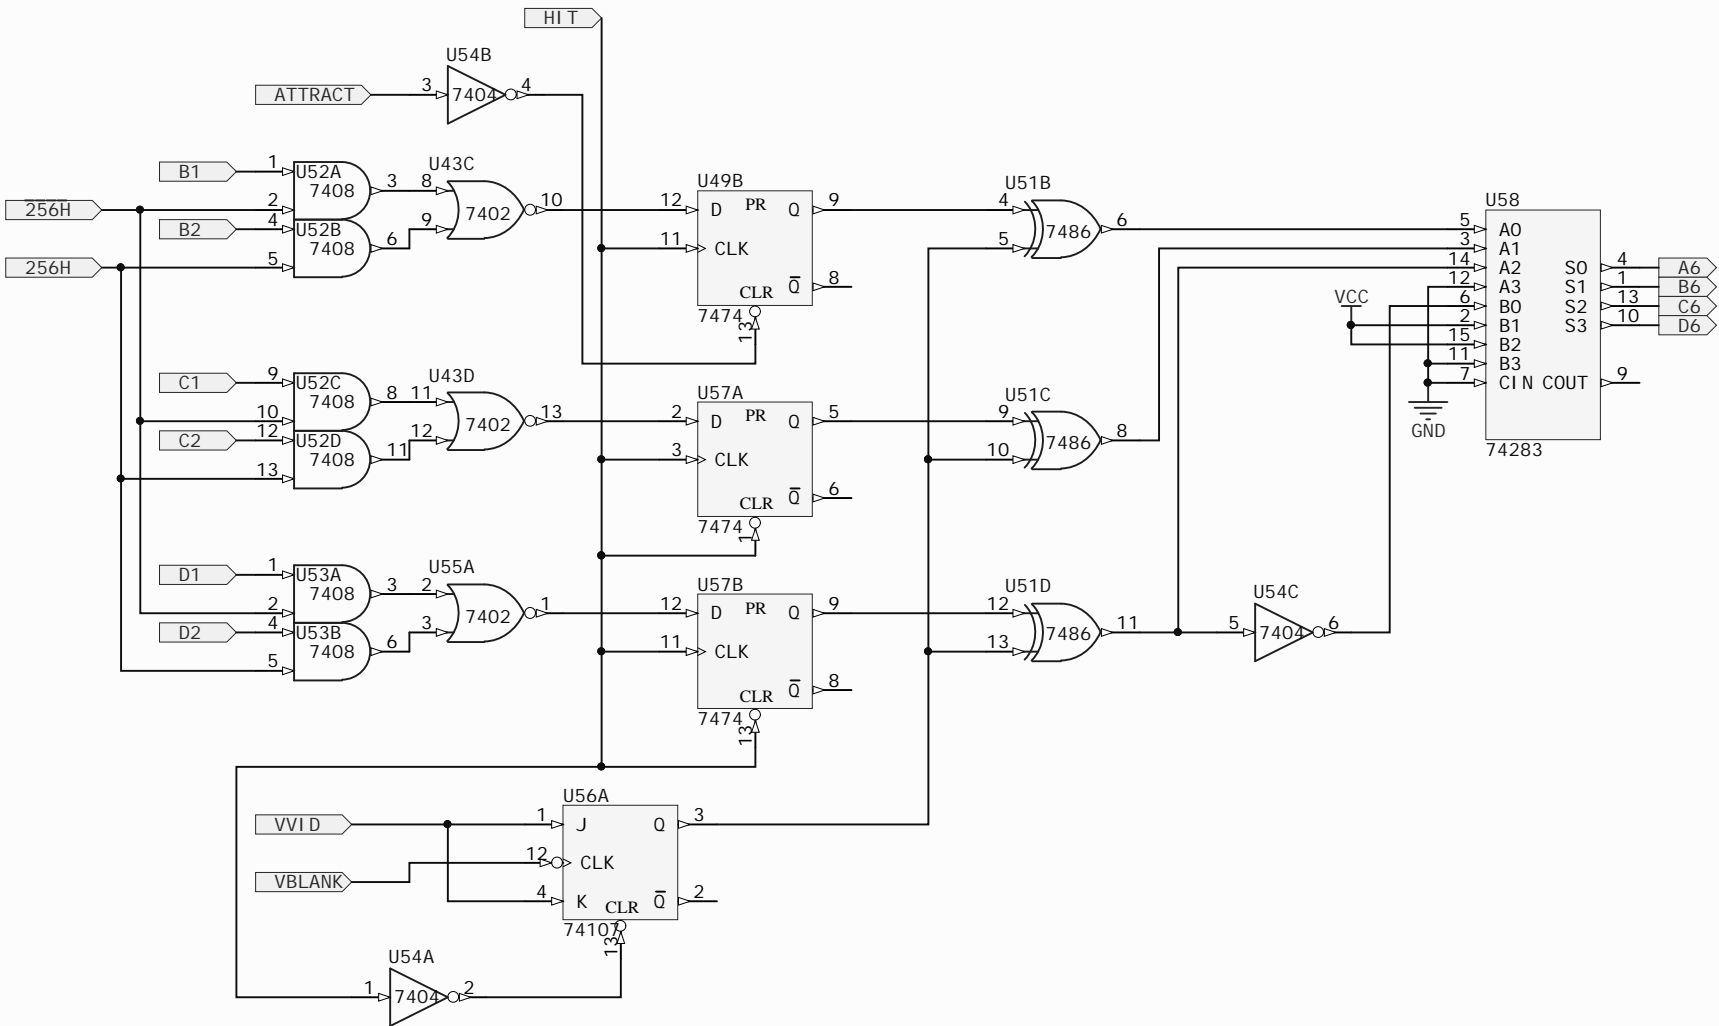 HIT
U54B
ATTRACT 3 7404 4
B1 1 U52A 7408 3 8 U43C 7402 10
256H 2
B2 4 U52B 7408 6 9
256H 5
12 U49B D PR Q 9
11 CLK
CLR Q 8
7474 13
4 U51B 7486 6
5
U58
5 A0
3 A1
14 A2 S0 4 A6
12 A3 S1 1 B6
6 B0 S2 13 C6
2 B1 S3 10 D6
15 B2
11 B3
7 CIN COUT 9
74283
VCC
GND
C1 9 U52C 7408 8 11 U43D 7402 13
10
C2 12 U52D 7408 11 12
13
2 U57A D PR Q 5
3 CLK
CLR Q 6
7474 1
9 U51C 7486 8
10
D1 1 U53A 7408 3 2 U55A 7402 1
2
D2 4 U53B 7408 6 3
5
12 U57B D PR Q 9
11 CLK
CLR Q 8
7474 13
12 U51D 7486 11
13
5 U54C 7404 6
U56A
VVID 1 J Q 3
12 CLK
VBLANK
4 K CLR Q 2
74107 13
U54A
1 7404 2